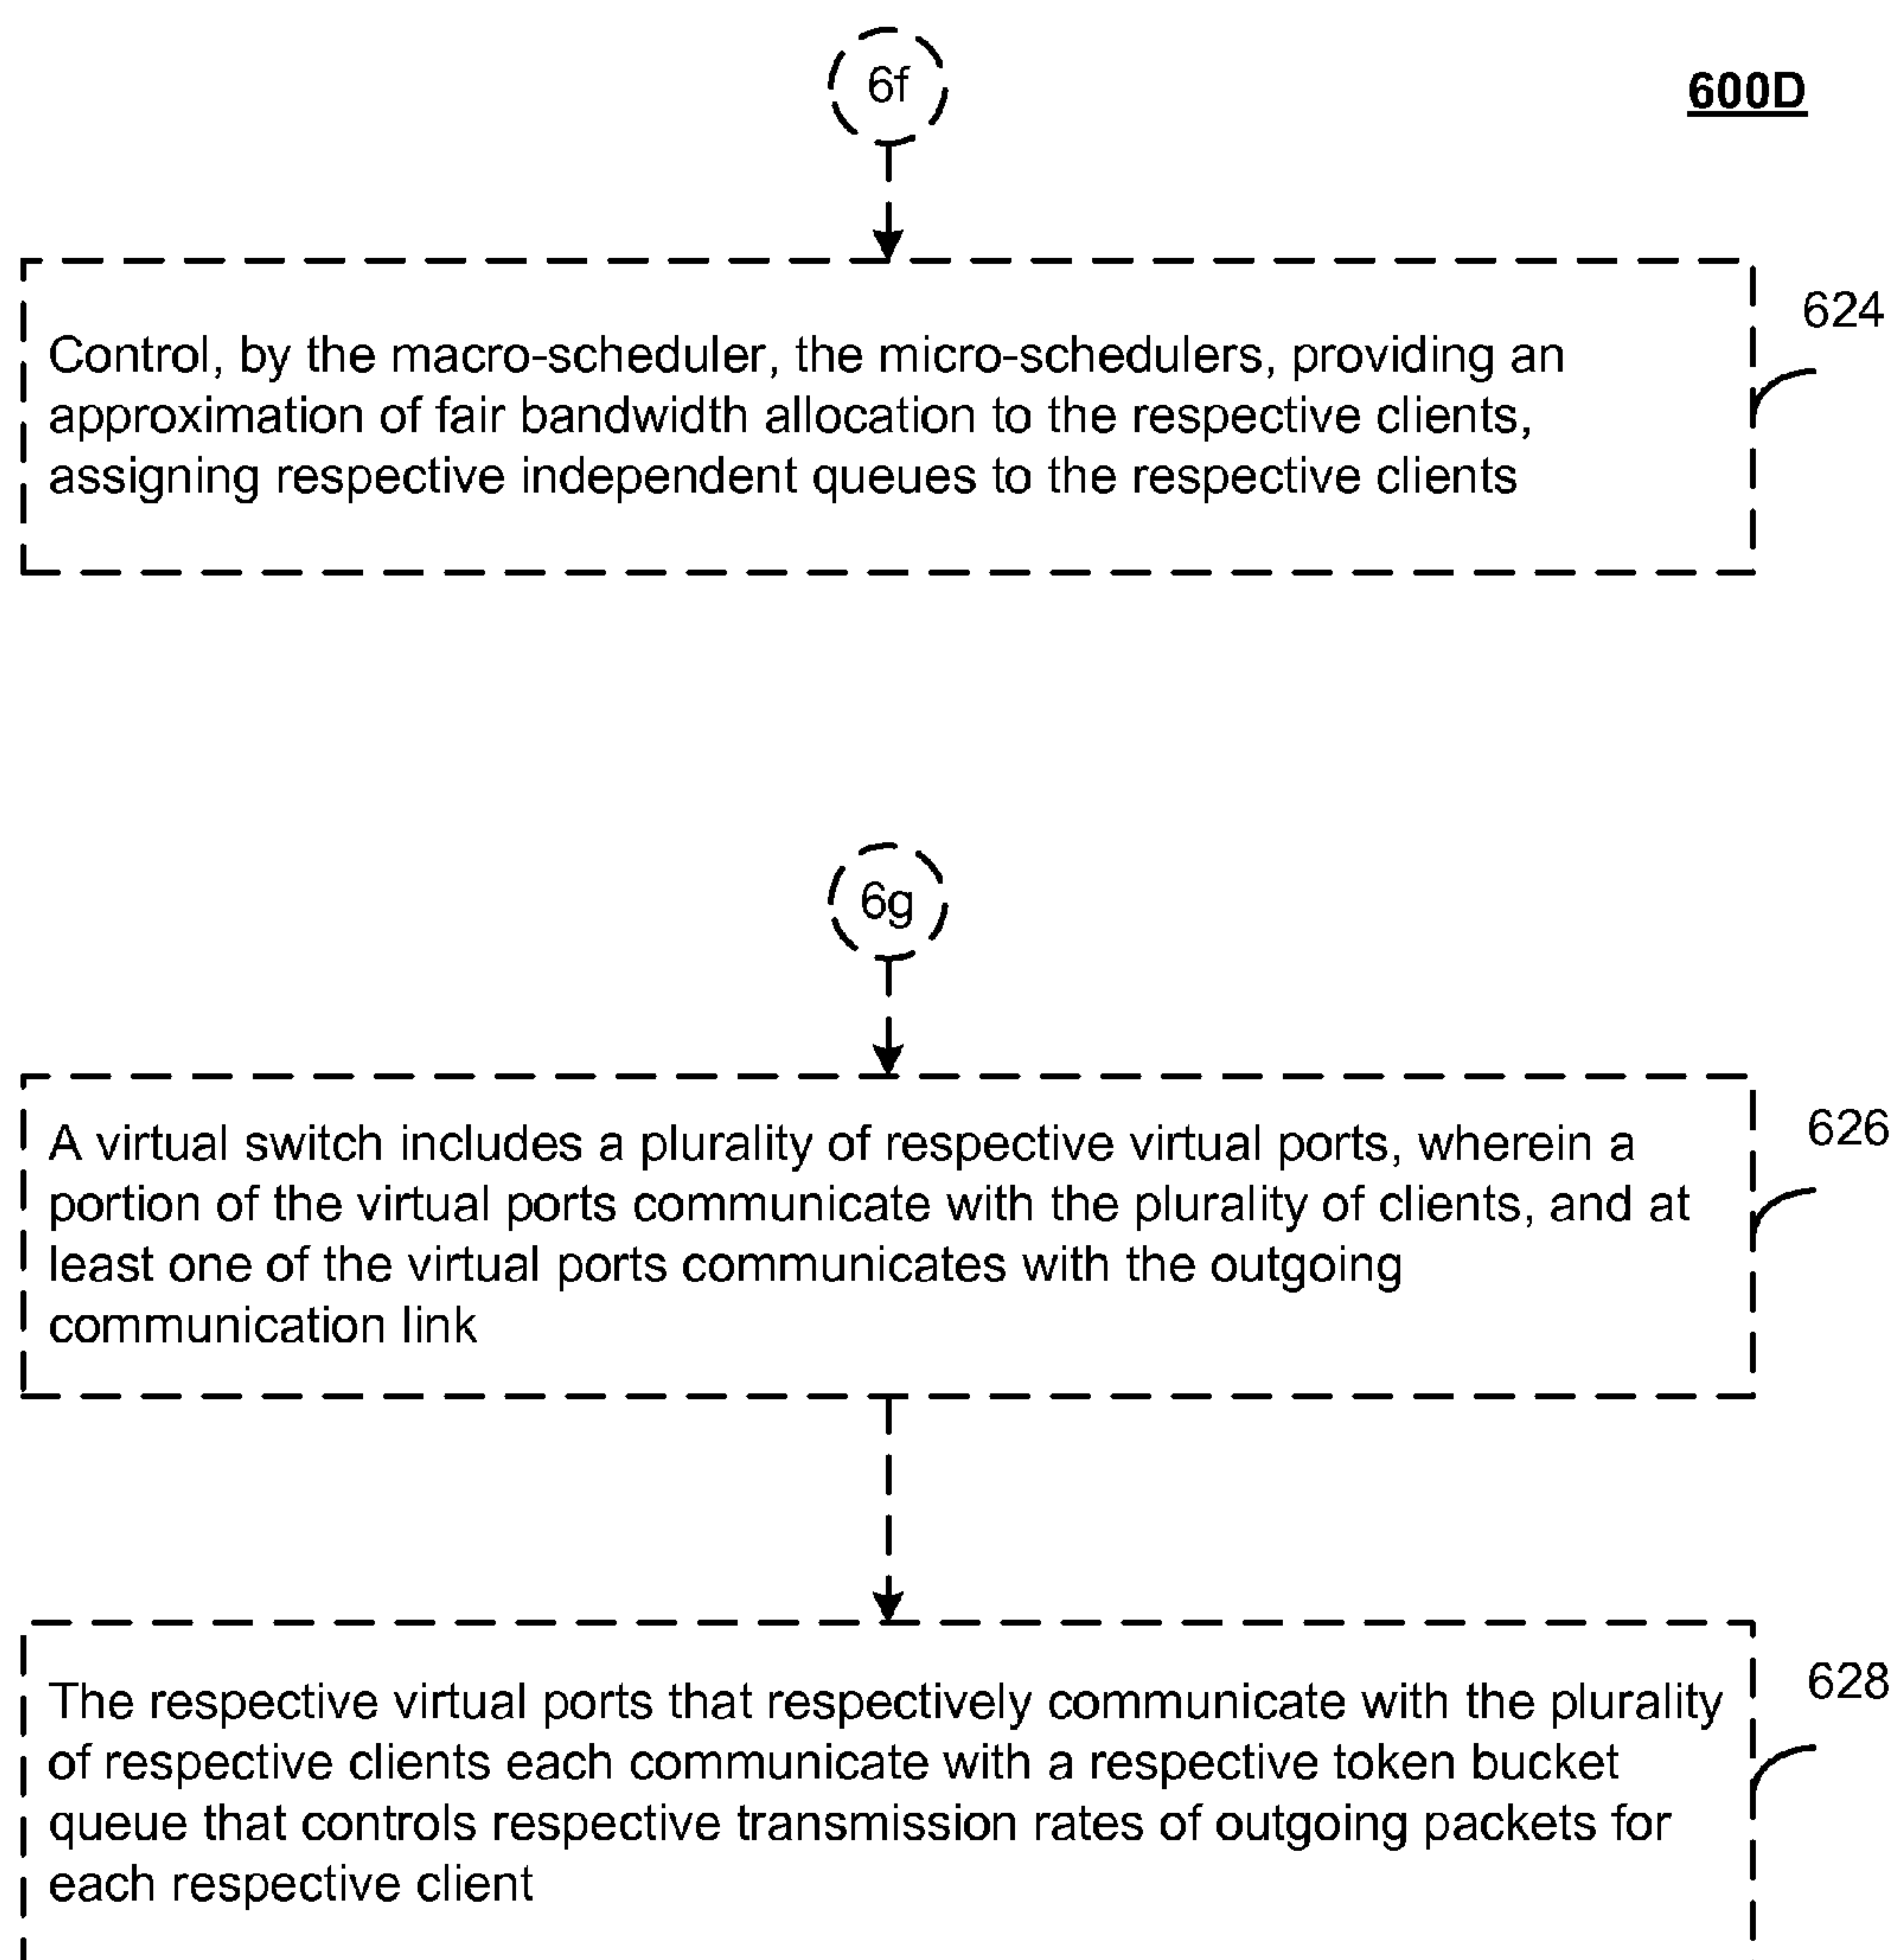 6f
600D
624
Control, by the macro-scheduler, the micro-schedulers, providing an
approximation of fair bandwidth allocation to the respective clients,
assigning respective independent queues to the respective clients
6g
626
A virtual switch includes a plurality of respective virtual ports, wherein a
portion of the virtual ports communicate with the plurality of clients, and at
least one of the virtual ports communicates with the outgoing
communication link
628
The respective virtual ports that respectively communicate with the plurality
of respective clients each communicate with a respective token bucket
queue that controls respective transmission rates of outgoing packets for
each respective client